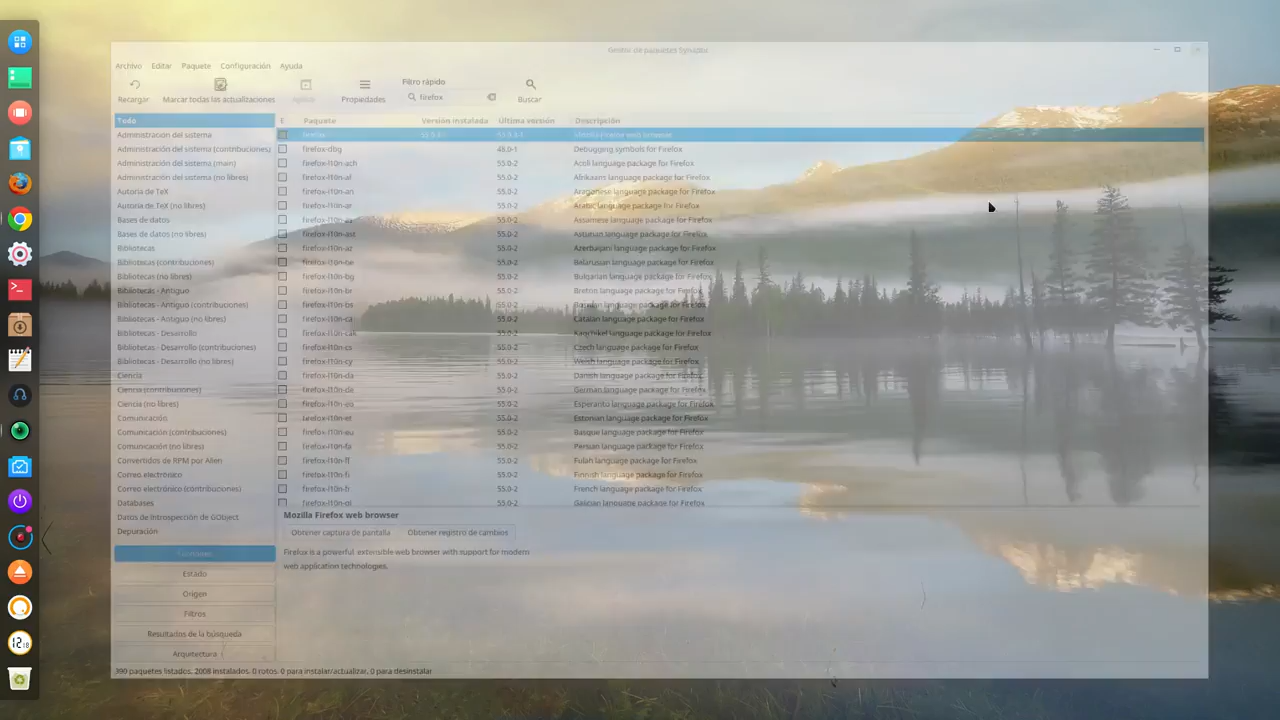 Gestor de paquetes Synaptic
Archivo Editar Paquete Configuración Ayuda
Filtro rápido
Recargar Marcar todas las actualizaciones Aplicar Propiedades firefox Buscar
Todo
Administración del sistema
Administración del sistema (contribuciones)
Administración del sistema (main)
Administración del sistema (no libres)
Autoría de TeX
Autoría de TeX (no libres)
Bases de datos
Bases de datos (no libres)
Bibliotecas
Bibliotecas (contribuciones)
Bibliotecas (no libres)
Bibliotecas - Antiguo
Bibliotecas - Antiguo (contribuciones)
Bibliotecas - Antiguo (no libres)
Bibliotecas - Desarrollo
Bibliotecas - Desarrollo (contribuciones)
Bibliotecas - Desarrollo (no libres)
Ciencia
Ciencia (contribuciones)
Ciencia (no libres)
Comunicación
Comunicación (contribuciones)
Comunicación (no libres)
Convertidos de RPM por Alien
Correo electrónico
Correo electrónico (contribuciones)
Databases
Datos de Introspección de GObject
Depuración
Estado
Origen
Filtros
Resultados de la búsqueda
Arquitectura
E Paquete Versión instalada Última versión Descripción
firefox Mozilla Firefox web browser
firefox-dbg 48.0-1 Debugging symbols for Firefox
firefox-l10n-ach 55.0-2 Acoli language package for Firefox
firefox-l10n-af 55.0-2 Afrikaans language package for Firefox
firefox-l10n-an 55.0-2 Aragonese language package for Firefox
firefox-l10n-ar 55.0-2 Arabic language package for Firefox
firefox-l10n-as 55.0-2 Assamese language package for Firefox
firefox-l10n-ast 55.0-2 Asturian language package for Firefox
firefox-l10n-az 55.0-2 Azerbaijani language package for Firefox
firefox-l10n-be 55.0-2 Belarusian language package for Firefox
firefox-l10n-bg 55.0-2 Bulgarian language package for Firefox
firefox-l10n-br 55.0-2 Breton language package for Firefox
firefox-l10n-bs 55.0-2 Bosnian language package for Firefox
firefox-l10n-ca 55.0-2 Catalan language package for Firefox
firefox-l10n-cak 55.0-2 Kaqchikel language package for Firefox
firefox-l10n-cs 55.0-2 Czech language package for Firefox
firefox-l10n-cy 55.0-2 Welsh language package for Firefox
firefox-l10n-da 55.0-2 Danish language package for Firefox
firefox-l10n-de 55.0-2 German language package for Firefox
firefox-l10n-eo 55.0-2 Esperanto language package for Firefox
firefox-l10n-et 55.0-2 Estonian language package for Firefox
firefox-l10n-eu 55.0-2 Basque language package for Firefox
firefox-l10n-fa 55.0-2 Persian language package for Firefox
firefox-l10n-ff 55.0-2 Fulah language package for Firefox
firefox-l10n-fi 55.0-2 Finnish language package for Firefox
firefox-l10n-fr 55.0-2 French language package for Firefox
firefox-l10n-gl 55.0-2 Galician language package for Firefox
Mozilla Firefox web browser
Obtener captura de pantalla Obtener registro de cambios
Firefox is a powerful, extensible web browser with support for modern
web application technologies.
390 paquetes listados, 2008 instalados, 0 rotos. 0 para instalar/actualizar, 0 para desinstalar